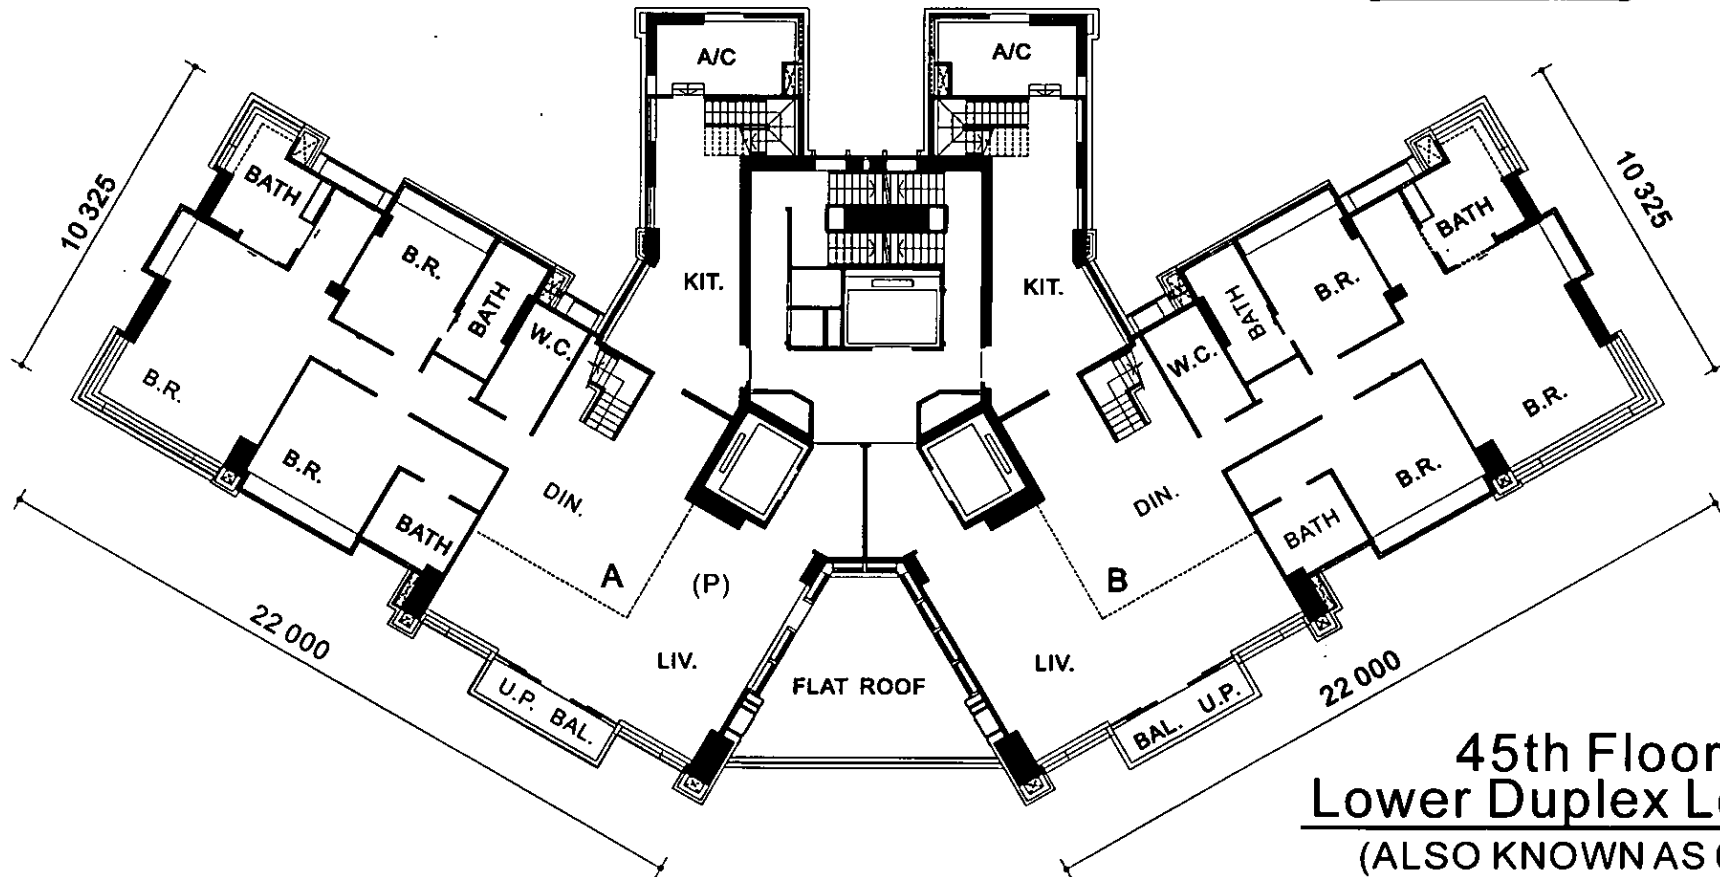 A/C
A/C
10 325
10 325
BATH
BATH
B.R.
B.R.
KIT.
KIT.
BATH
BATH
W.C.
W.C.
B.R.
B.R.
B.R.
B.R.
DIN.
DIN.
BATH
BATH
A
(P)
B
22 000
22 000
LIV.
LIV.
FLAT ROOF
U.P. BAL.
BAL. U.P.
45th Floor
Lower Duplex
(ALSO KNOWN AS